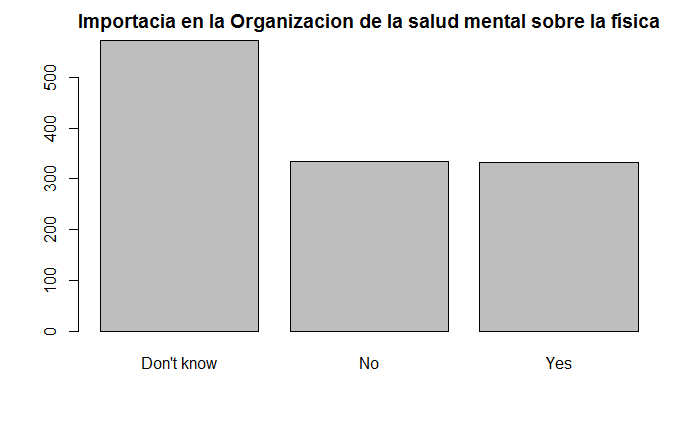 Importacia en la Organizacion de la salud mental sobre la física
500
400
300
200
100
0
Don't know
No
Yes